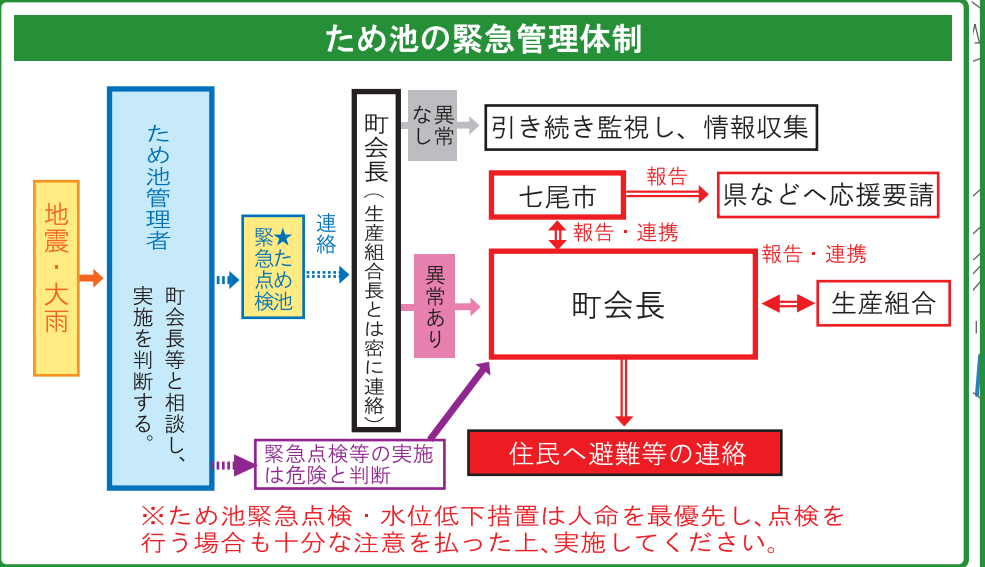 ため池の緊急管理体制
地震・大雨
ため池管理者
町会長等と相談し、
実施を判断する。
★ため池
緊急点検
連絡
町会長（生産組合長とは密に連絡）
異常
なし
引き続き監視し、情報収集
七尾市
報告
県などへ応援要請
報告・連携
異常あり
町会長
報告・連携
生産組合
住民へ避難等の連絡
緊急点検等の実施
は危険と判断
※ため池緊急点検・水位低下措置は人命を最優先し、点検を
行う場合も十分な注意を払った上、実施してください。